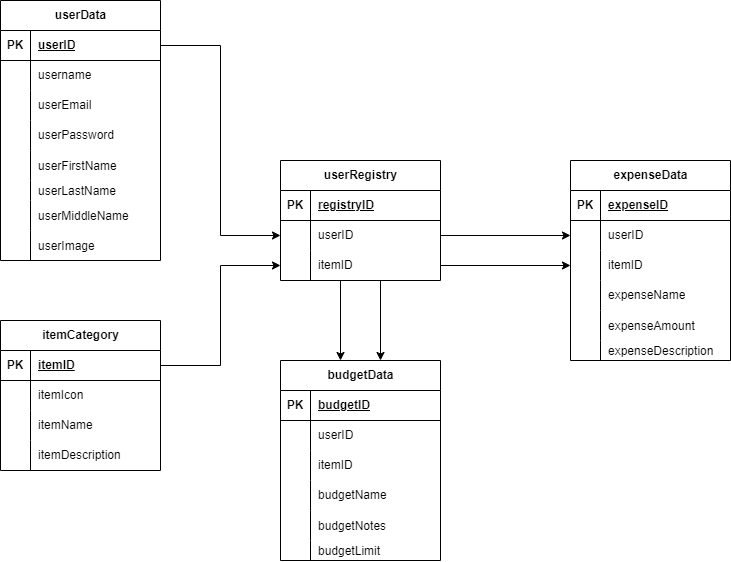 userData
PK userID
username
userEmail
userPassword
userFirstName
userLastName
userMiddleName
userImage
userRegistry
PK registryID
userID
itemID
expenseData
PK expenseID
userID
itemID
expenseName
expenseAmount
expenseDescription
itemCategory
PK itemID
itemIcon
itemName
itemDescription
budgetData
PK budgetID
userID
itemID
budgetName
budgetNotes
budgetLimit